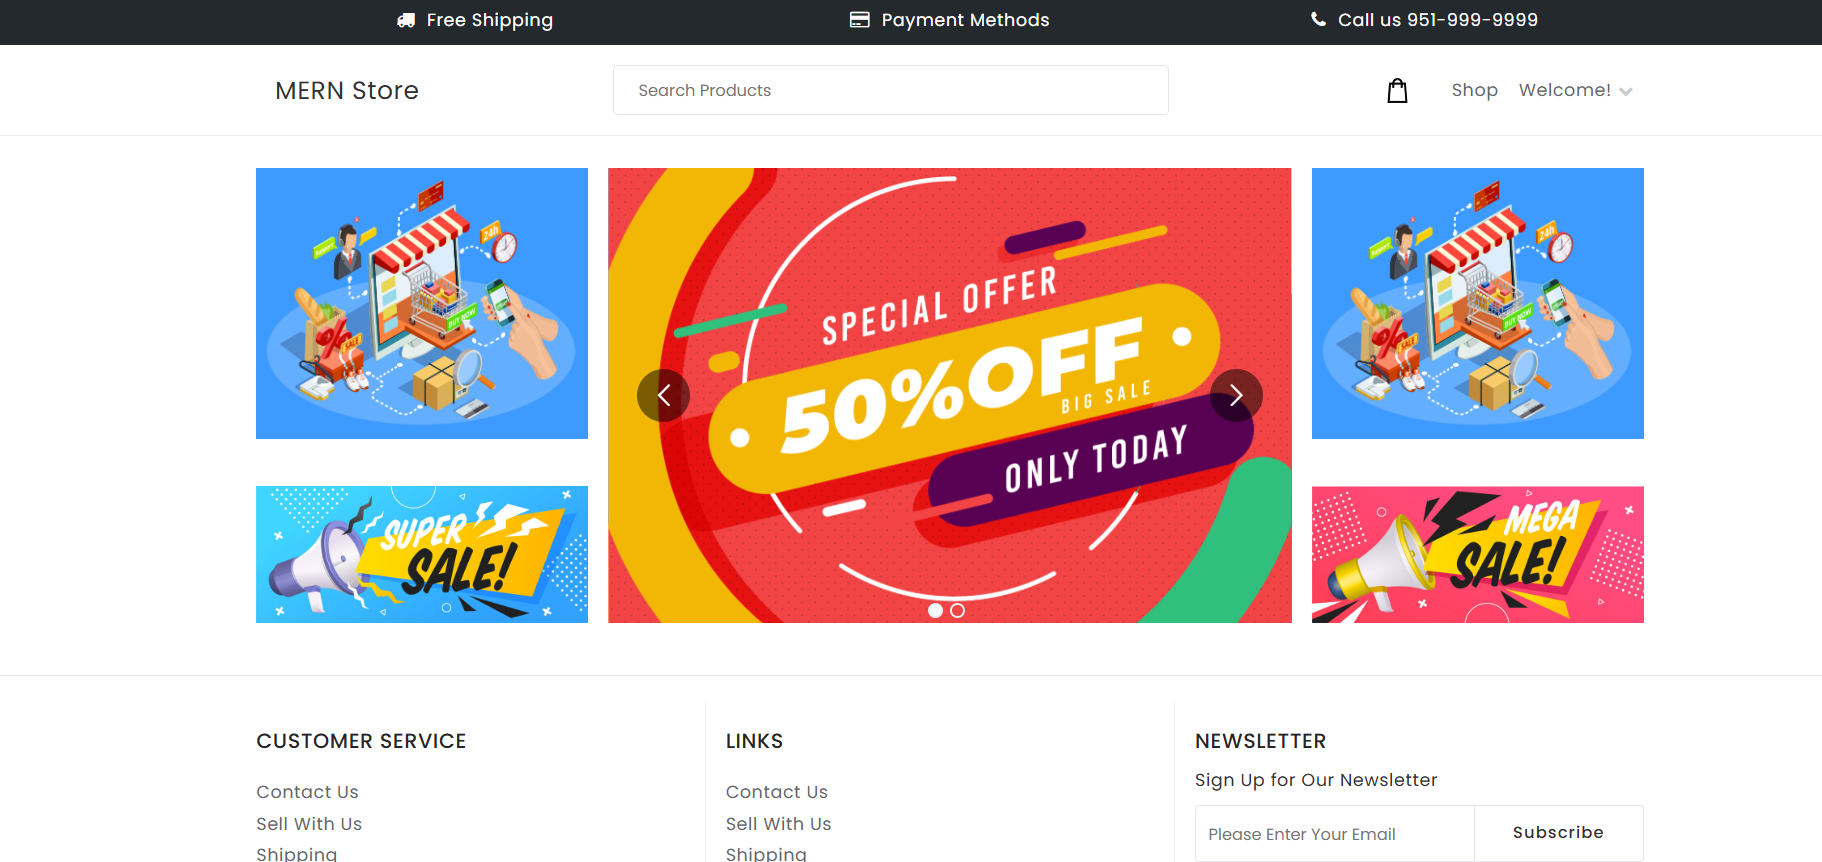 Free Shipping
Payment Methods
Call us 951-999-9999
MERN Store
Search Products
Shop
Welcome!
24h
BUY NOW
SALE
SPECIAL OFFER
50%OFF
BIG SALE
ONLY TODAY
24h
BUY NOW
SALE
SUPER
SALE!
MEGA
SALE!
CUSTOMER SERVICE
Contact Us
Sell With Us
Shipping
LINKS
Contact Us
Sell With Us
Shipping
NEWSLETTER
Sign Up for Our Newsletter
Please Enter Your Email
Subscribe